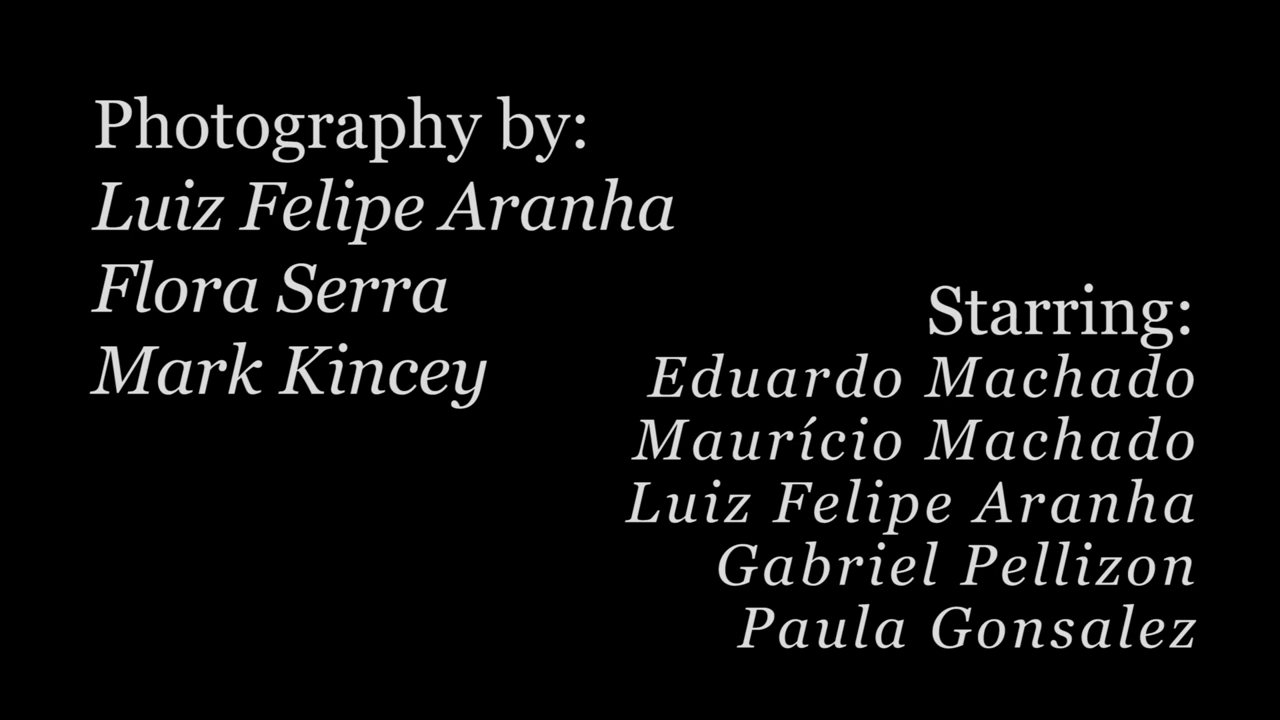 Photography by:
Luiz Felipe Aranha
Flora Serra
Mark Kincey
Starring:
Eduardo Machado
Maurício Machado
Luiz Felipe Aranha
Gabriel Pellizon
Paula Gonsalez